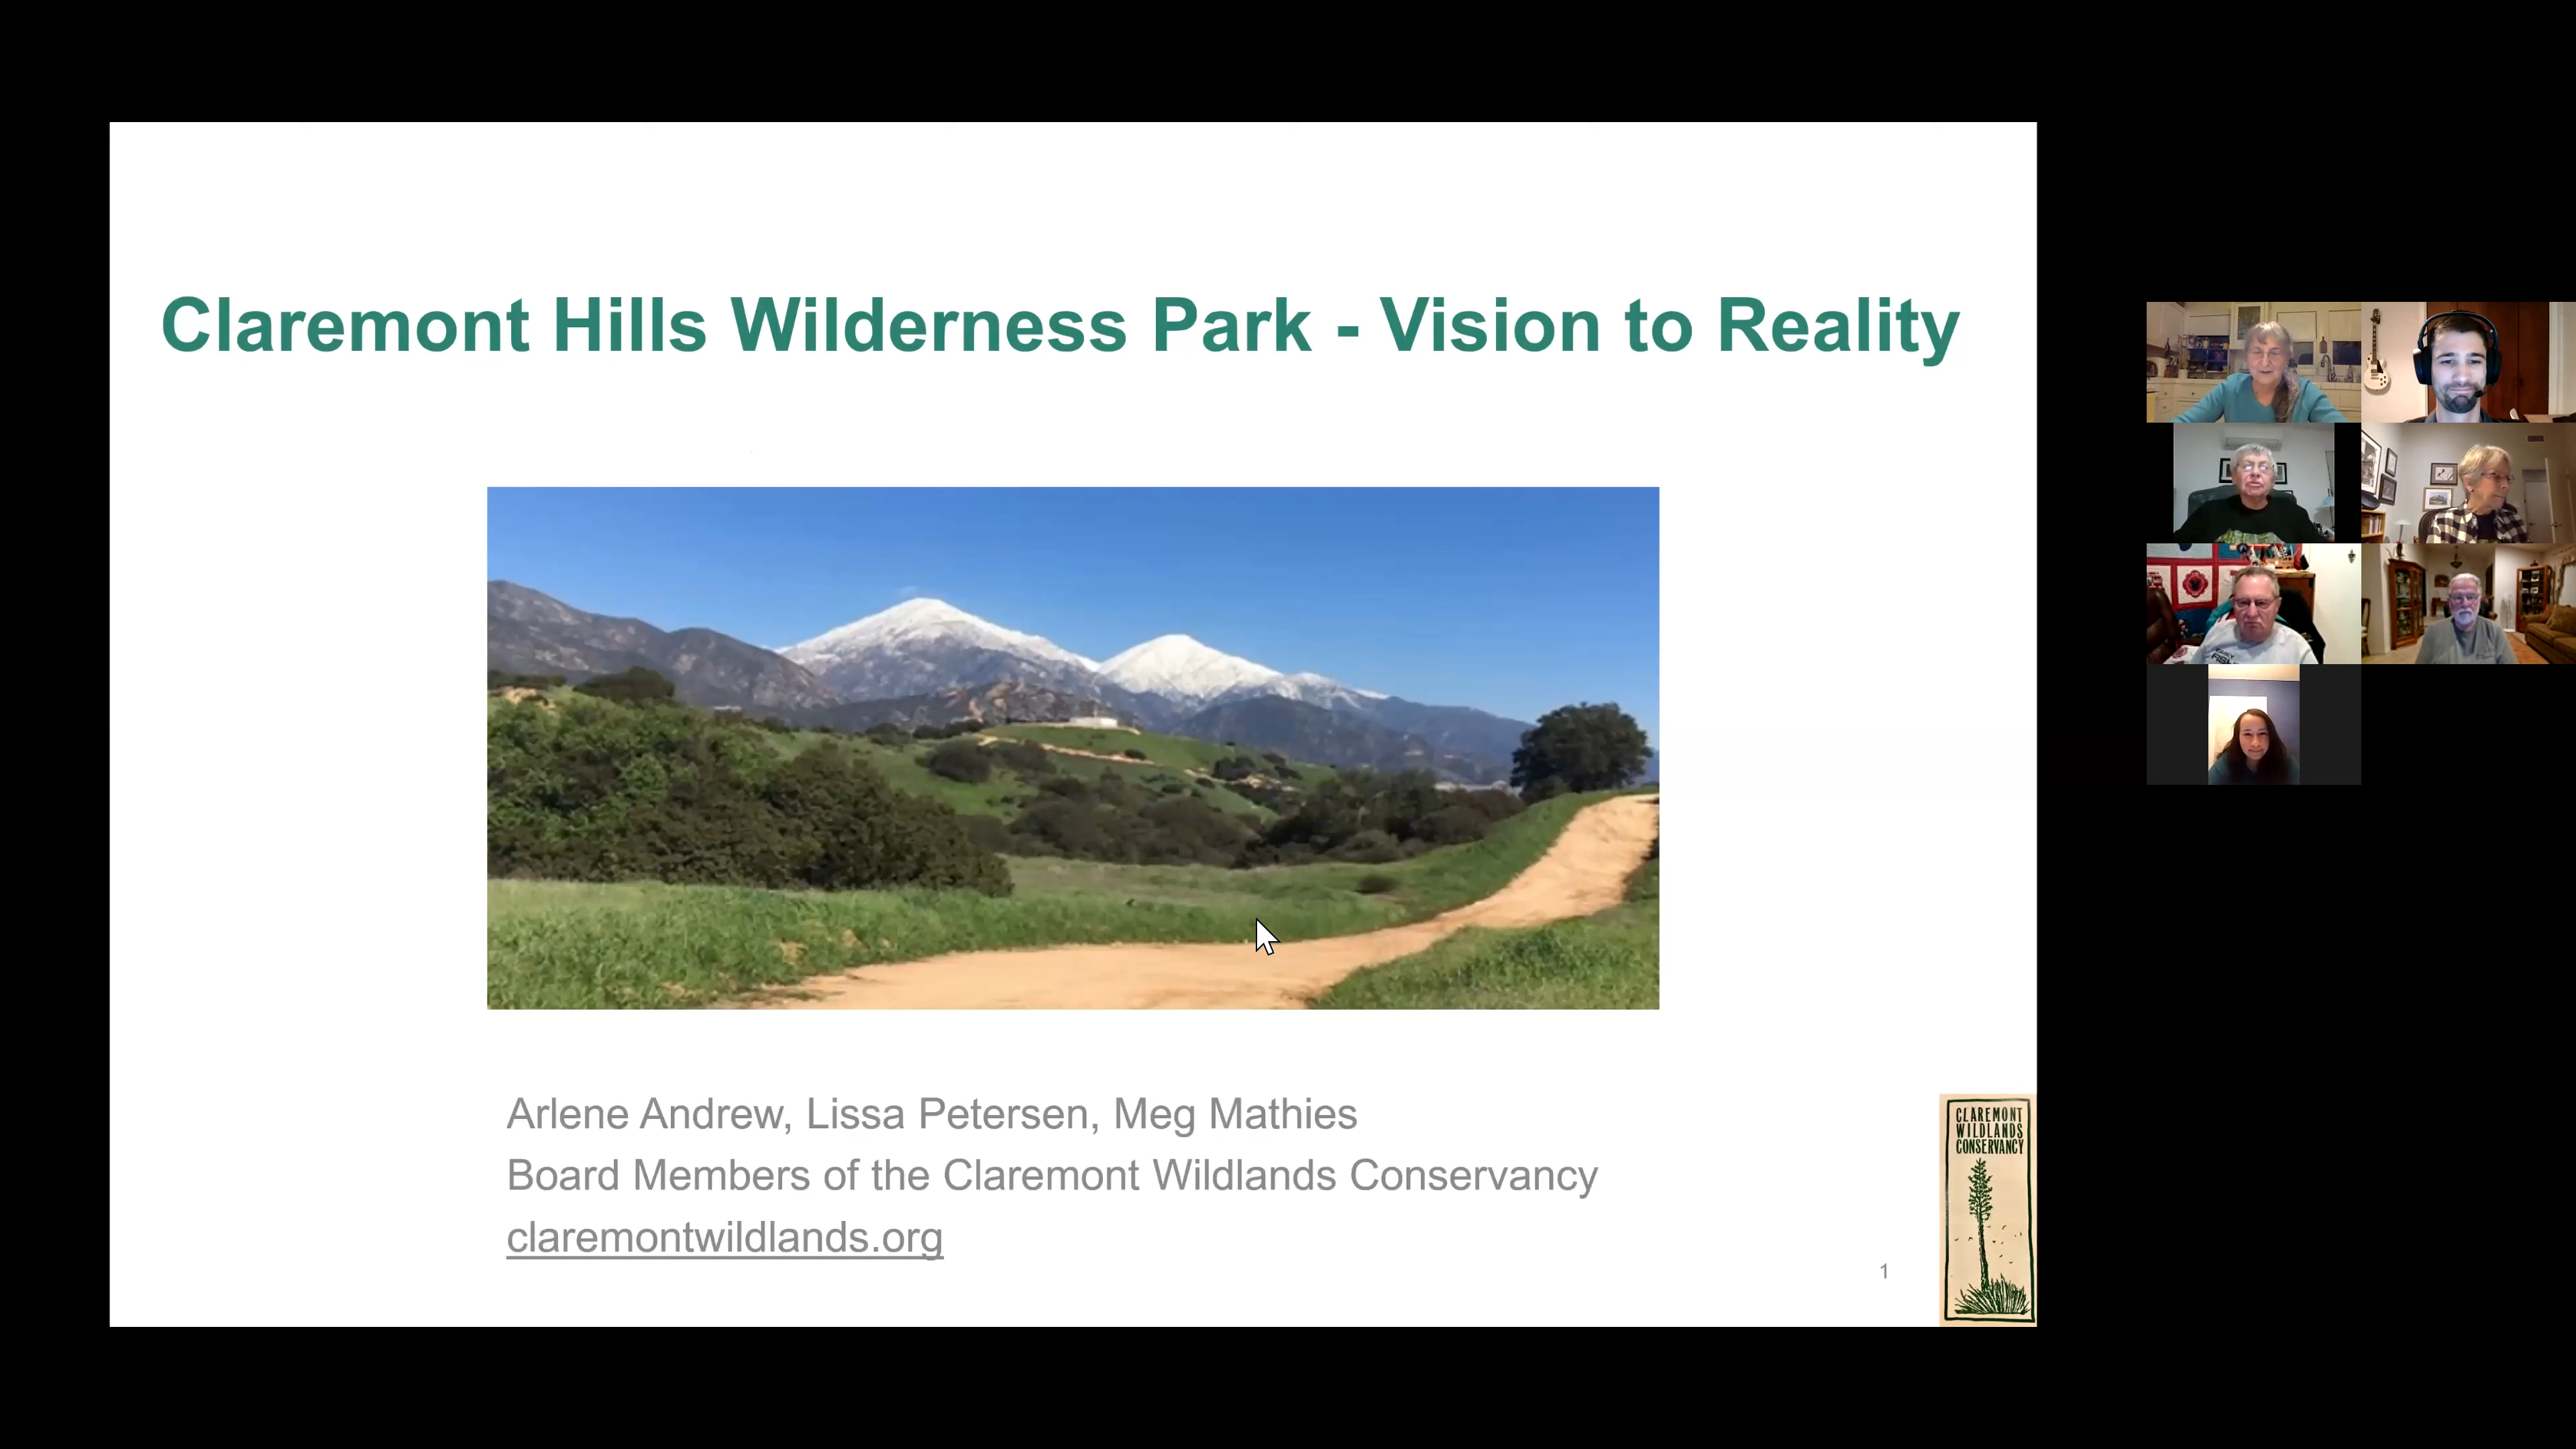 Claremont Hills Wilderness Park - Vision to Reality
Arlene Andrew, Lissa Petersen, Meg Mathies
Board Members of the Claremont Wildlands Conservancy
claremontwildlands.org
1
CLAREMONT
WILDLANDS
CONSERVANCY